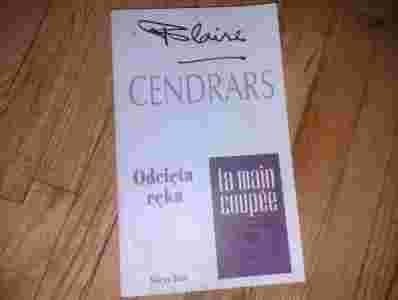 Blaise
CENDRARS
Odcięta
ręka
la main
coupée